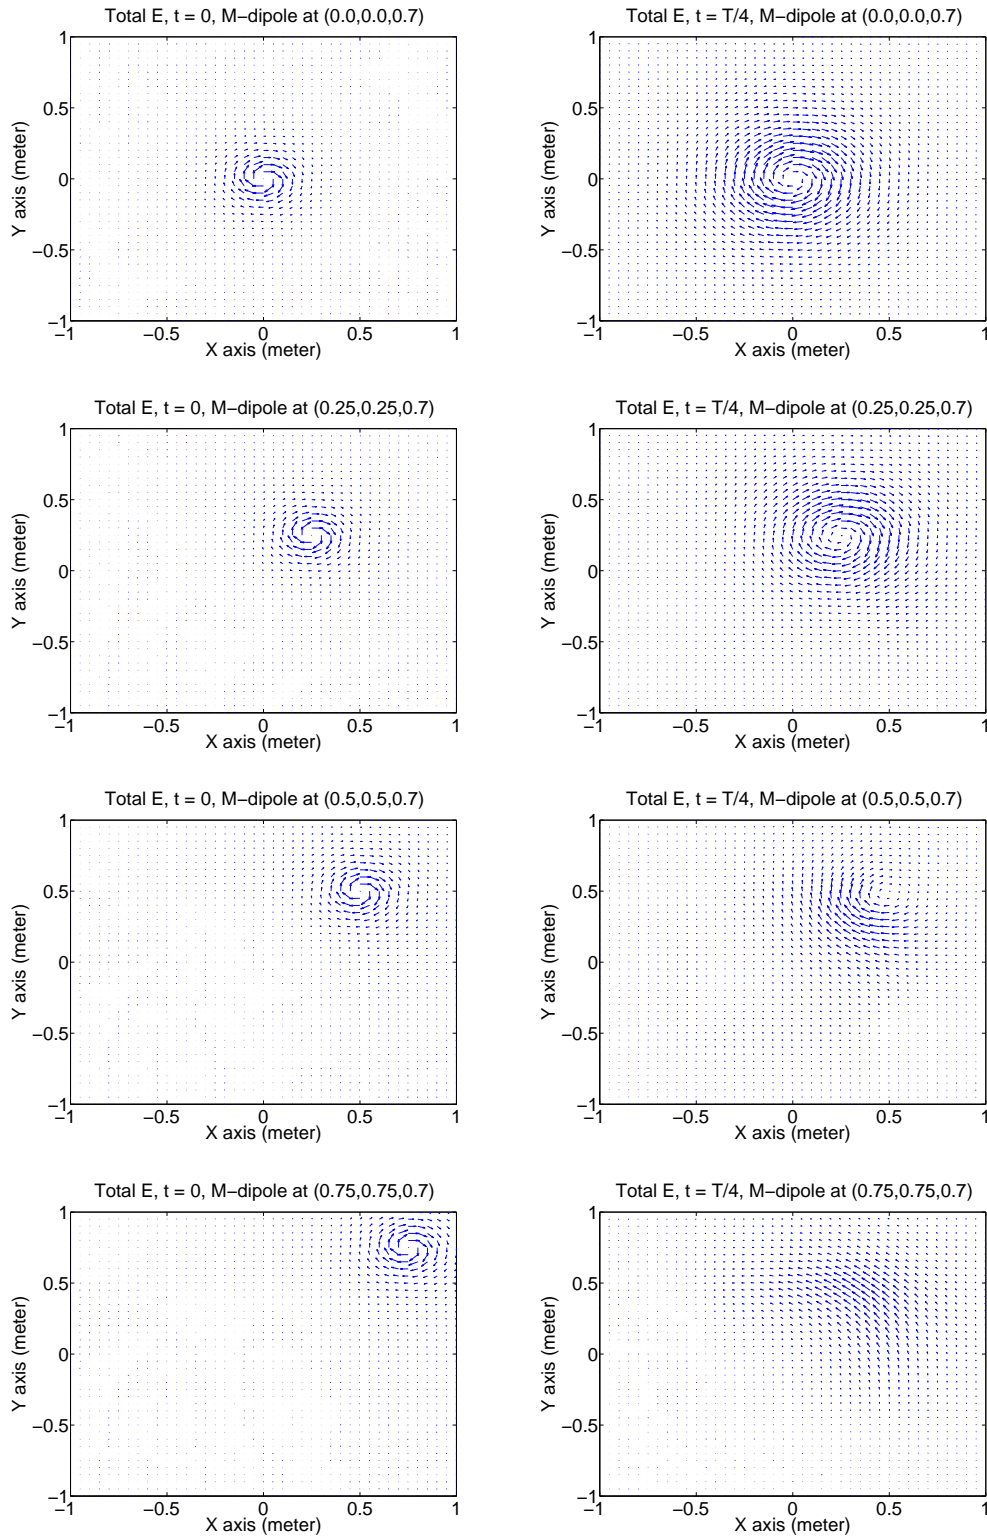 Total E, t = 0, M−dipole at (0.0,0.0,0.7)
1
0.5
0
−0.5
−1
−1 −0.5 0 0.5 1
X axis (meter)
Y axis (meter)
Total E, t = T/4, M−dipole at (0.0,0.0,0.7)
1
0.5
0
−0.5
−1
−1 −0.5 0 0.5 1
X axis (meter)
Y axis (meter)
Total E, t = 0, M−dipole at (0.25,0.25,0.7)
1
0.5
0
−0.5
−1
−1 −0.5 0 0.5 1
X axis (meter)
Y axis (meter)
Total E, t = T/4, M−dipole at (0.25,0.25,0.7)
1
0.5
0
−0.5
−1
−1 −0.5 0 0.5 1
X axis (meter)
Y axis (meter)
Total E, t = 0, M−dipole at (0.5,0.5,0.7)
1
0.5
0
−0.5
−1
−1 −0.5 0 0.5 1
X axis (meter)
Y axis (meter)
Total E, t = T/4, M−dipole at (0.5,0.5,0.7)
1
0.5
0
−0.5
−1
−1 −0.5 0 0.5 1
X axis (meter)
Y axis (meter)
Total E, t = 0, M−dipole at (0.75,0.75,0.7)
1
0.5
0
−0.5
−1
−1 −0.5 0 0.5 1
X axis (meter)
Y axis (meter)
Total E, t = T/4, M−dipole at (0.75,0.75,0.7)
1
0.5
0
−0.5
−1
−1 −0.5 0 0.5 1
X axis (meter)
Y axis (meter)